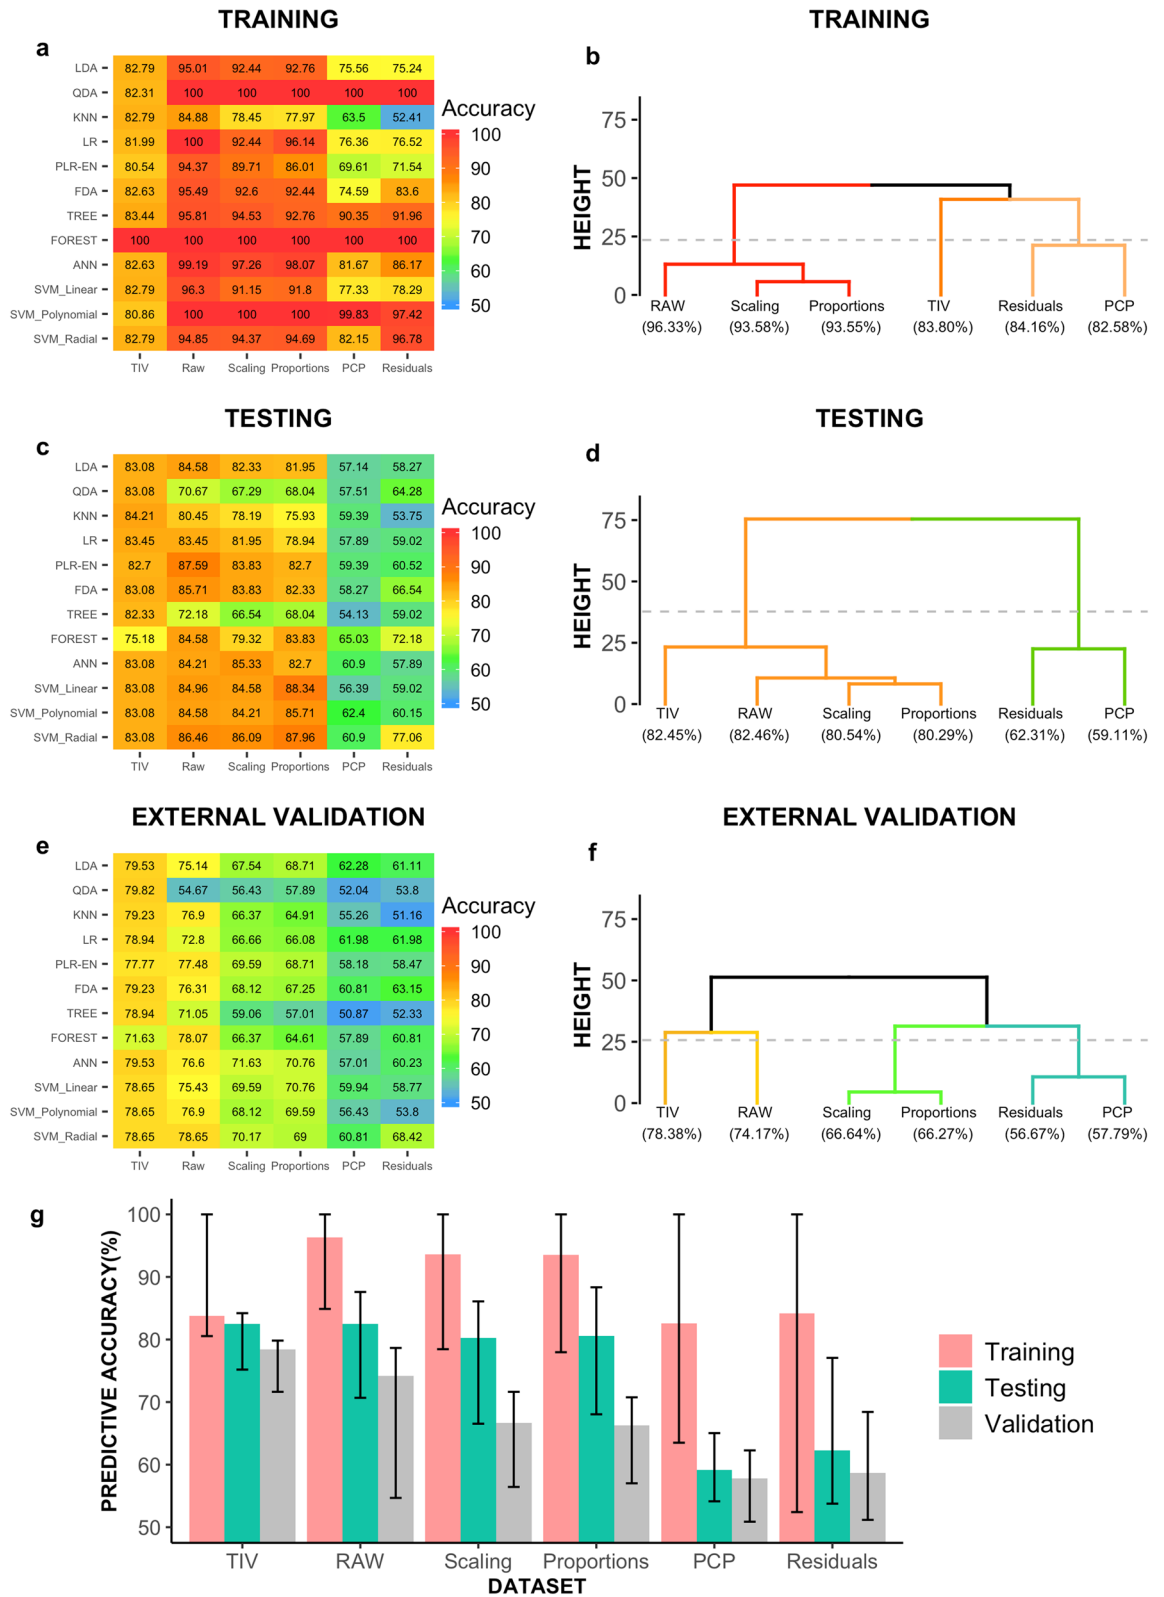 TRAINING
TRAINING
a
LDA 82.79 95.01 92.44 92.76 75.56 75.24
QDA 82.31 100 100 100 100 100
KNN 82.79 84.88 78.45 77.97 63.5 52.41
LR 81.99 100 92.44 96.14 76.36 76.52
PLR-EN 80.54 94.37 89.71 86.01 69.61 71.54
FDA 82.63 95.49 92.6 92.44 74.59 83.6
TREE 83.44 95.81 94.53 92.76 90.35 91.96
FOREST 100 100 100 100 100 100
ANN 82.63 99.19 97.26 98.07 81.67 86.17
SVM_Linear 82.79 96.3 91.15 91.8 77.33 78.29
SVM_Polynomial 80.86 100 100 100 99.83 97.42
SVM_Radial 82.79 94.85 94.37 94.69 82.15 96.78
TIV Raw Scaling Proportions PCP Residuals
Accuracy
100
90
80
70
60
50
b
HEIGHT
75
50
25
0
RAW Scaling Proportions TIV Residuals PCP
(96.33%) (93.58%) (93.55%) (83.80%) (84.16%) (82.58%)
TESTING
TESTING
c
LDA 83.08 84.58 82.33 81.95 57.14 58.27
QDA 83.08 70.67 67.29 68.04 57.51 64.28
KNN 84.21 80.45 78.19 75.93 59.39 53.75
LR 83.45 83.45 81.95 78.94 57.89 59.02
PLR-EN 82.7 87.59 83.83 82.7 59.39 60.52
FDA 83.08 85.71 83.83 82.33 58.27 66.54
TREE 82.33 72.18 66.54 68.04 54.13 59.02
FOREST 75.18 84.58 79.32 83.83 65.03 72.18
ANN 83.08 84.21 85.33 82.7 60.9 57.89
SVM_Linear 83.08 84.96 84.58 88.34 56.39 59.02
SVM_Polynomial 83.08 84.58 84.21 85.71 62.4 60.15
SVM_Radial 83.08 86.46 86.09 87.96 60.9 77.06
TIV Raw Scaling Proportions PCP Residuals
Accuracy
100
90
80
70
60
50
d
HEIGHT
75
50
25
0
TIV RAW Scaling Proportions Residuals PCP
(82.45%) (82.46%) (80.54%) (80.29%) (62.31%) (59.11%)
EXTERNAL VALIDATION
EXTERNAL VALIDATION
e
LDA 79.53 75.14 67.54 68.71 62.28 61.11
QDA 79.82 54.67 56.43 57.89 52.04 53.8
KNN 79.23 76.9 66.37 64.91 55.26 51.16
LR 78.94 72.8 66.66 66.08 61.98 61.98
PLR-EN 77.77 77.48 69.59 68.71 58.18 58.47
FDA 79.23 76.31 68.12 67.25 60.81 63.15
TREE 78.94 71.05 59.06 57.01 50.87 52.33
FOREST 71.63 78.07 66.37 64.61 57.89 60.81
ANN 79.53 76.6 71.63 70.76 57.01 60.23
SVM_Linear 78.65 75.43 69.59 70.76 59.94 58.77
SVM_Polynomial 78.65 76.9 68.12 69.59 56.43 53.8
SVM_Radial 78.65 78.65 70.17 69 60.81 68.42
TIV Raw Scaling Proportions PCP Residuals
Accuracy
100
90
80
70
60
50
f
HEIGHT
75
50
25
0
TIV RAW Scaling Proportions Residuals PCP
(78.38%) (74.17%) (66.64%) (66.27%) (56.67%) (57.79%)
g
PREDICTIVE ACCURACY(%)
100
90
80
70
60
50
TIV RAW Scaling Proportions PCP Residuals
DATASET
Training
Testing
Validation